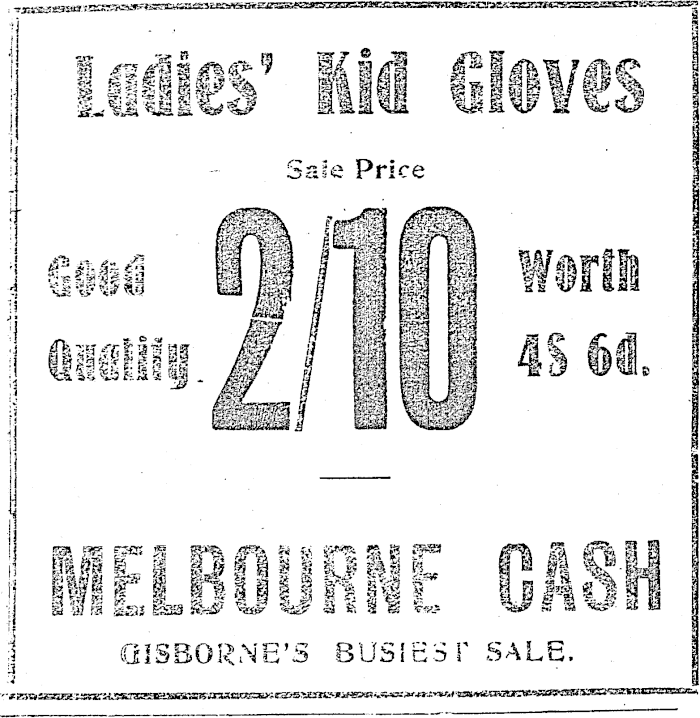 Ladies' Kid Gloves
Sale Price
Good
Quality
2/10
Worth
4S 6d.
MELBOURNE CASH
GISBORNE'S BUSIEST SALE.